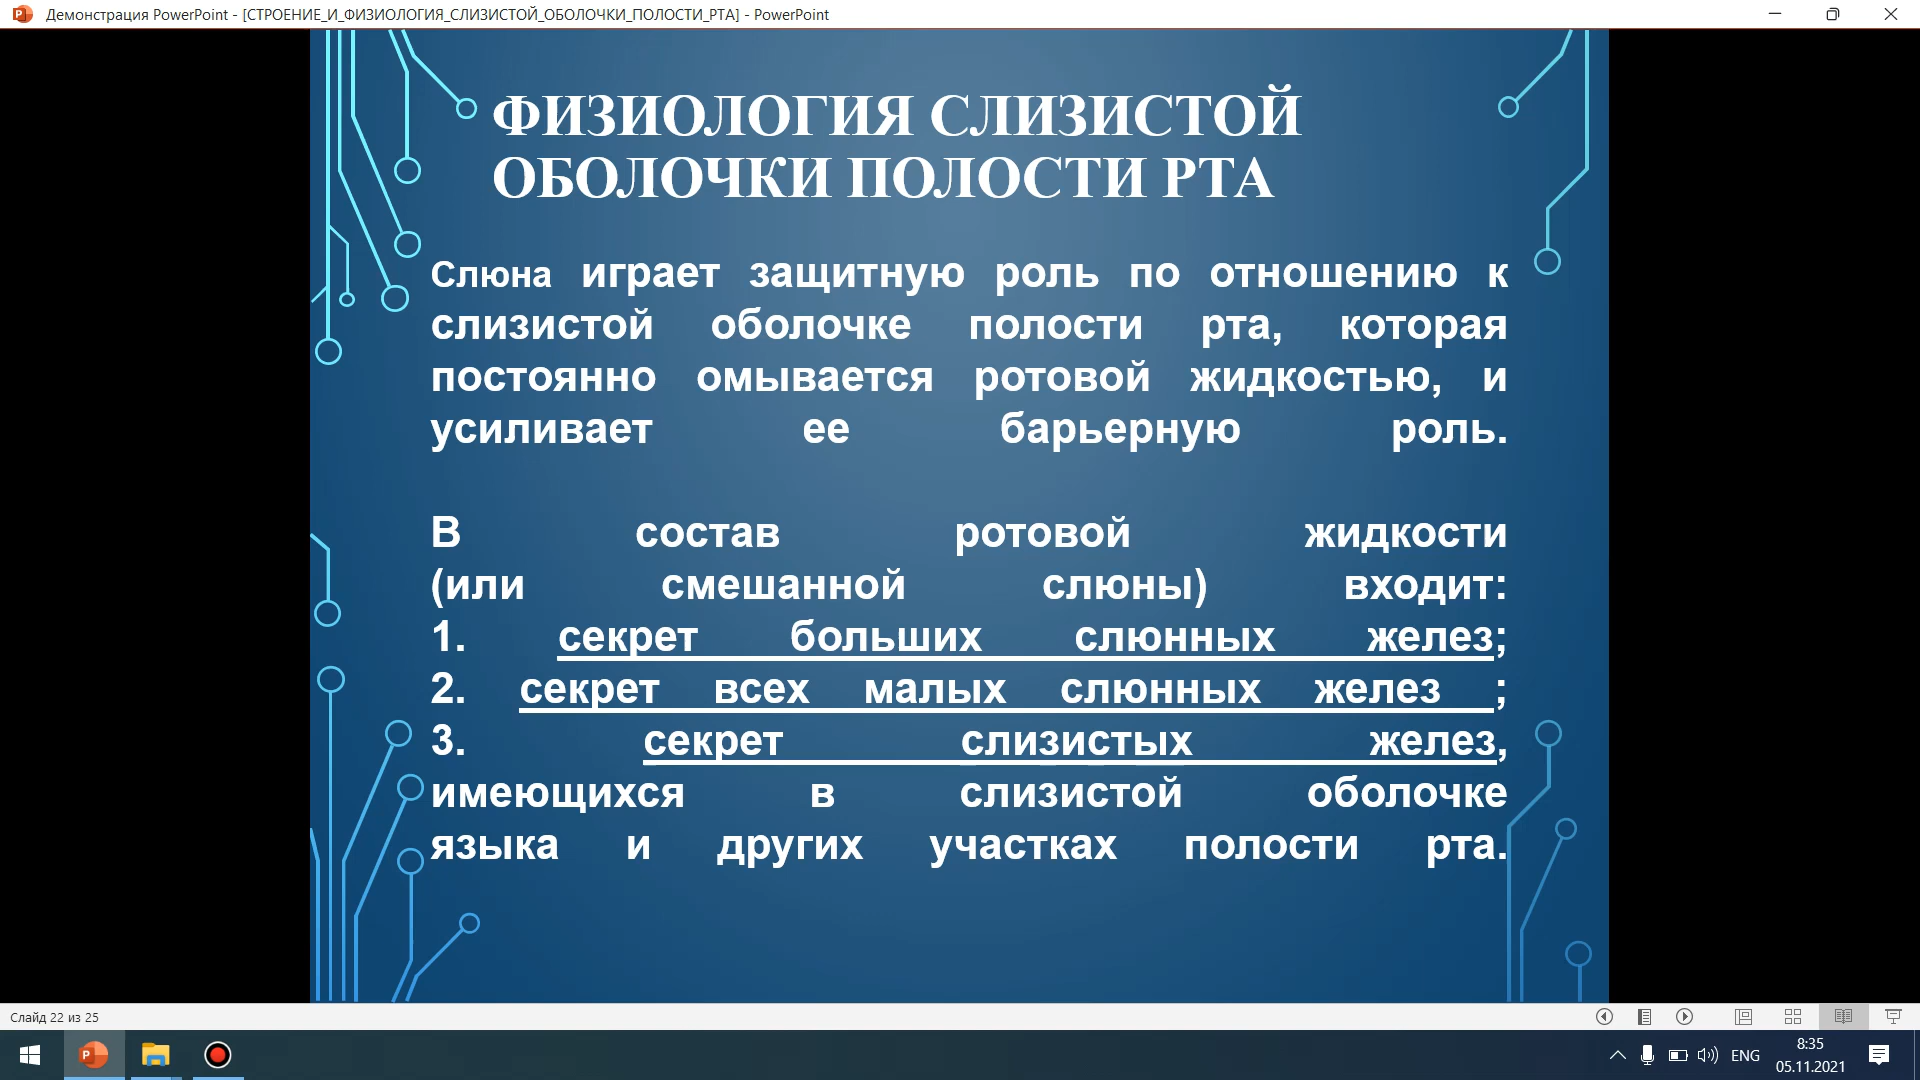 Демонстрация PowerPoint - [СТРОЕНИЕ_И_ФИЗИОЛОГИЯ_СЛИЗИСТОЙ_ОБОЛОЧКИ_ПОЛОСТИ_РТА] - PowerPoint
ФИЗИОЛОГИЯ СЛИЗИСТОЙ
ОБОЛОЧКИ ПОЛОСТИ РТА
Слюна играет защитную роль по отношению к
слизистой оболочке полости рта, которая
постоянно омывается ротовой жидкостью, и
усиливает ее барьерную роль.
В состав ротовой жидкости
(или смешанной слюны) входит:
1. секрет больших слюнных желез;
2. секрет всех малых слюнных желез ;
3. секрет слизистых желез,
имеющихся в слизистой оболочке
языка и других участках полости рта.
Слайд 22 из 25
ENG
8:35
05.11.2021